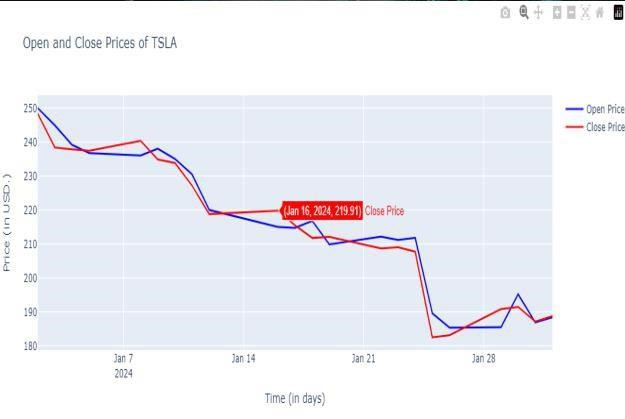 Open and Close Prices of TSLA
Open Price
Close Price
250
240
230
220
210
200
190
180
Price (in USD.)
(Jan 16, 2024, 219.91) Close Price
Jan 7 Jan 14 Jan 21 Jan 28
2024
Time (in days)